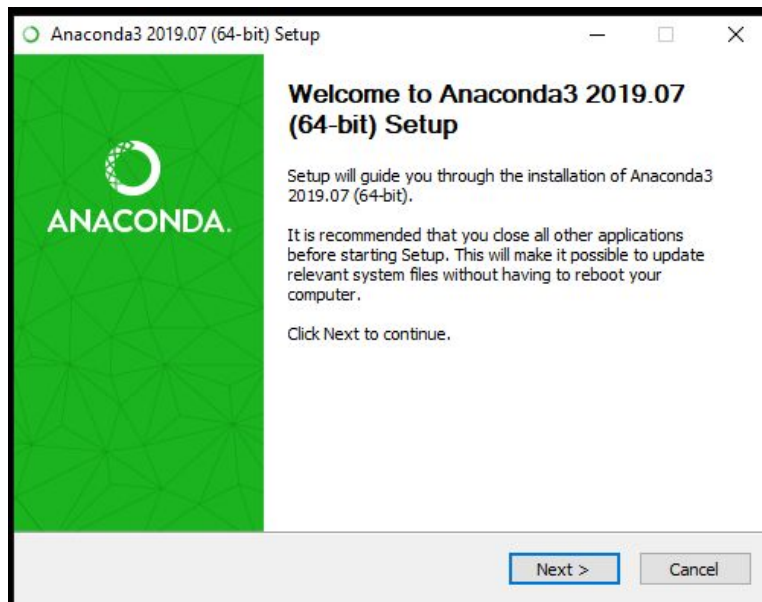 Anaconda3 2019.07 (64-bit) Setup
ANACONDA.
Welcome to Anaconda3 2019.07
(64-bit) Setup
Setup will guide you through the installation of Anaconda3
2019.07 (64-bit).
It is recommended that you close all other applications
before starting Setup. This will make it possible to update
relevant system files without having to reboot your
computer.
Click Next to continue.
Next >
Cancel